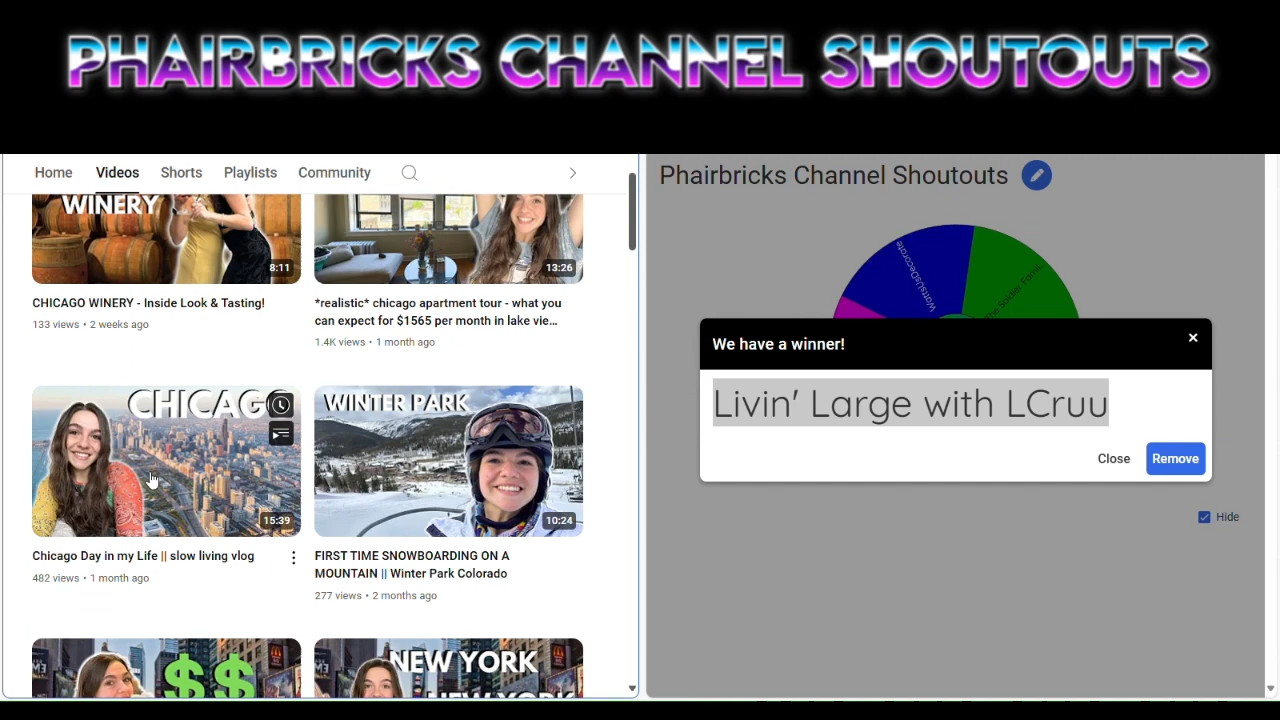 PHAIRBRICKS CHANNEL SHOUTOUTS
Home Videos Shorts Playlists Community
WINERY
8:11
13:26
CHICAGO WINERY - Inside Look & Tasting!
133 views • 2 weeks ago
*realistic* chicago apartment tour - what you
can expect for $1565 per month in lake vie...
1.4K views • 1 month ago
CHICAGO
15:39
WINTER PARK
10:24
Chicago Day in my Life || slow living vlog
482 views • 1 month ago
FIRST TIME SNOWBOARDING ON A
MOUNTAIN || Winter Park Colorado
277 views • 2 months ago
$$
NEW YORK
NEW YORK
Phairbricks Channel Shoutouts
WattsUsDecorate
We have a winner!
Livin' Large with LCruu
Close Remove
Hide